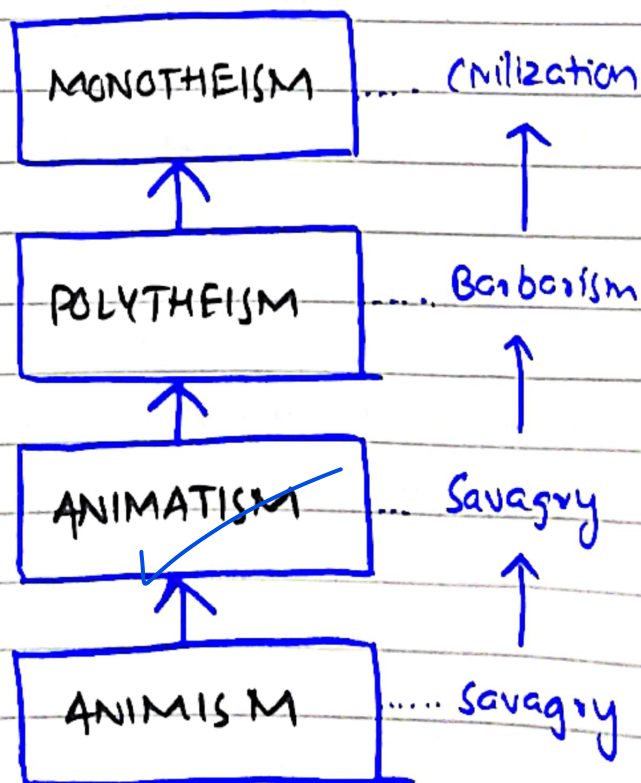 MONOTHEISM ..... Civilization
POLYTHEISM ..... Barbarism
ANIMATISM ... Savagry
ANIMISM ..... Savagry